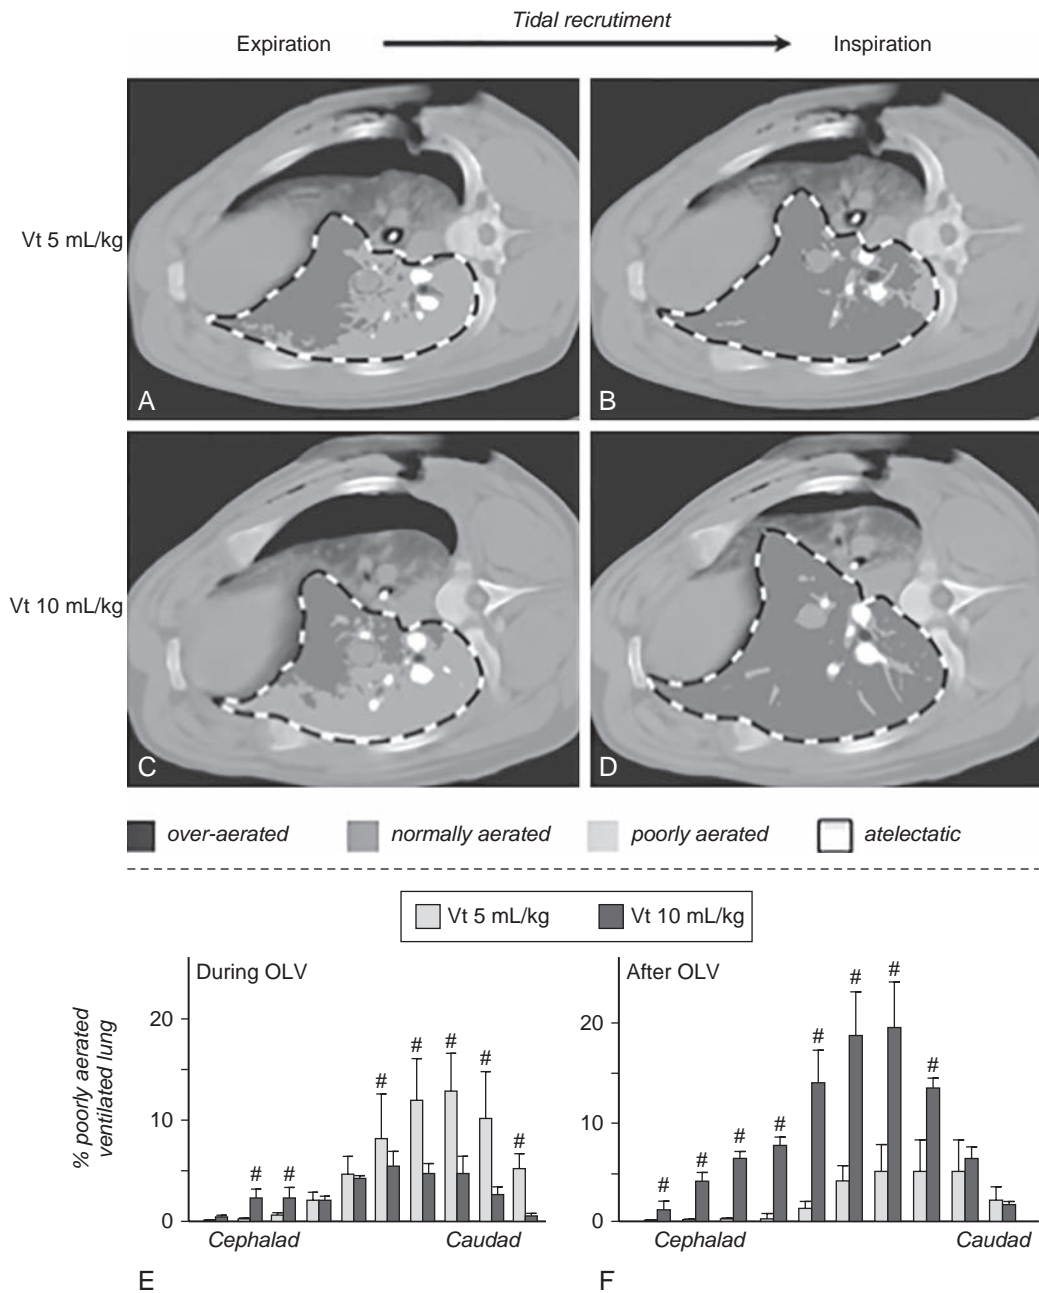 Tidal recrutiment
Expiration
Inspiration
Vt 5 mL/kg
A
B
Vt 10 mL/kg
C
D
over-aerated
normally aerated
poorly aerated
atelectatic
Vt 5 mL/kg
Vt 10 mL/kg
During OLV
After OLV
% poorly aerated
ventilated lung
20
10
0
# # # # # # #
Cephalad
Caudad
20
10
0
# # # # # # # #
Cephalad
Caudad
E
F